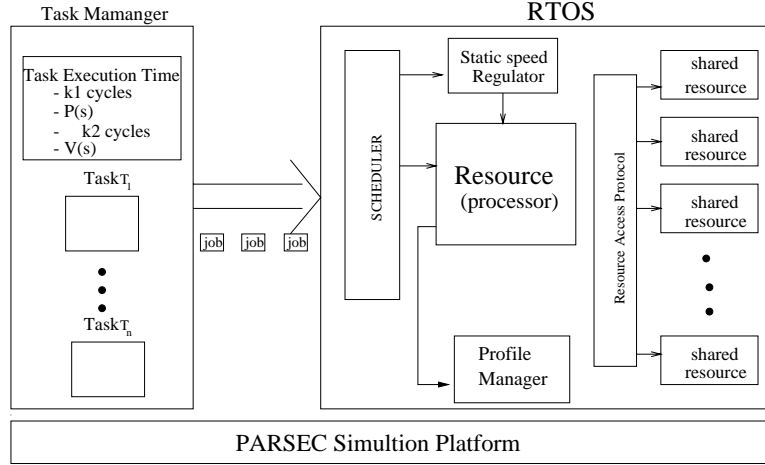 Task Mamanger
Task Execution Time
- k1 cycles
- P(s)
- k2 cycles
- V(s)
Task T1
Task Tn
job job job
RTOS
SCHEDULER
Static speed
Regulator
Resource
(processor)
Profile
Manager
Resource Access Protocol
shared
resource
shared
resource
shared
resource
shared
resource
PARSEC Simultion Platform